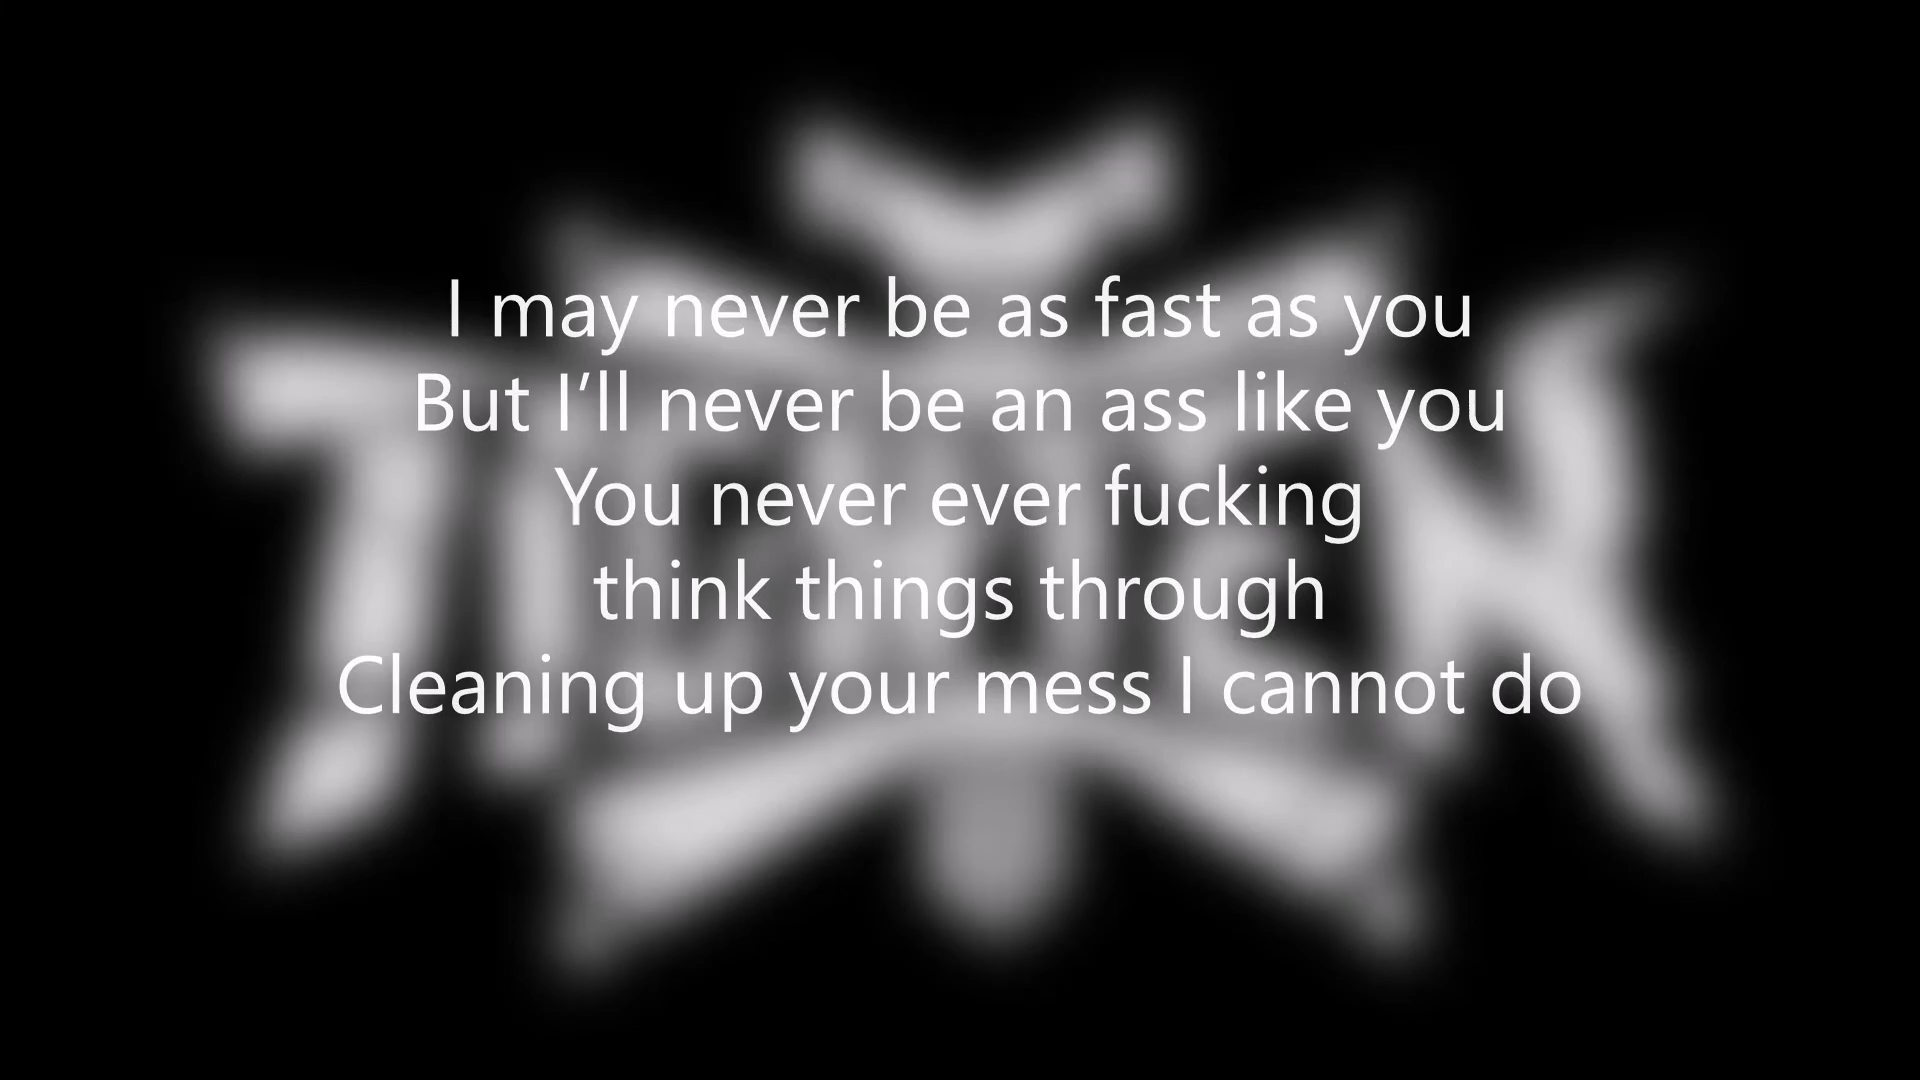 I may never be as fast as you
But I’ll never be an ass like you
You never ever fucking
think things through
Cleaning up your mess I cannot do